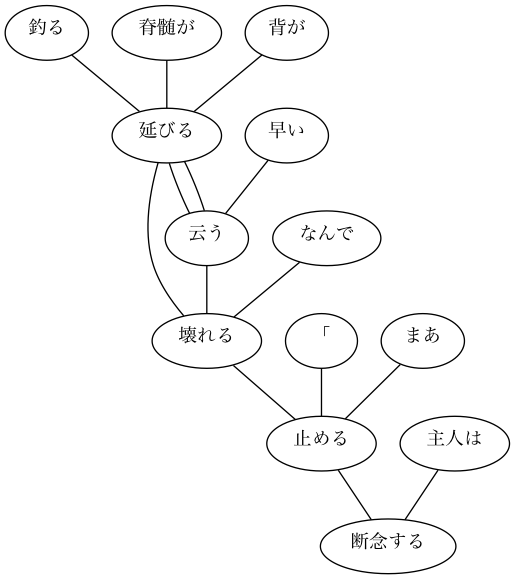 釣る 脊髄が 背が
延びる 早い
云う なんで
壊れる 「 まあ
止める 主人は
断念する